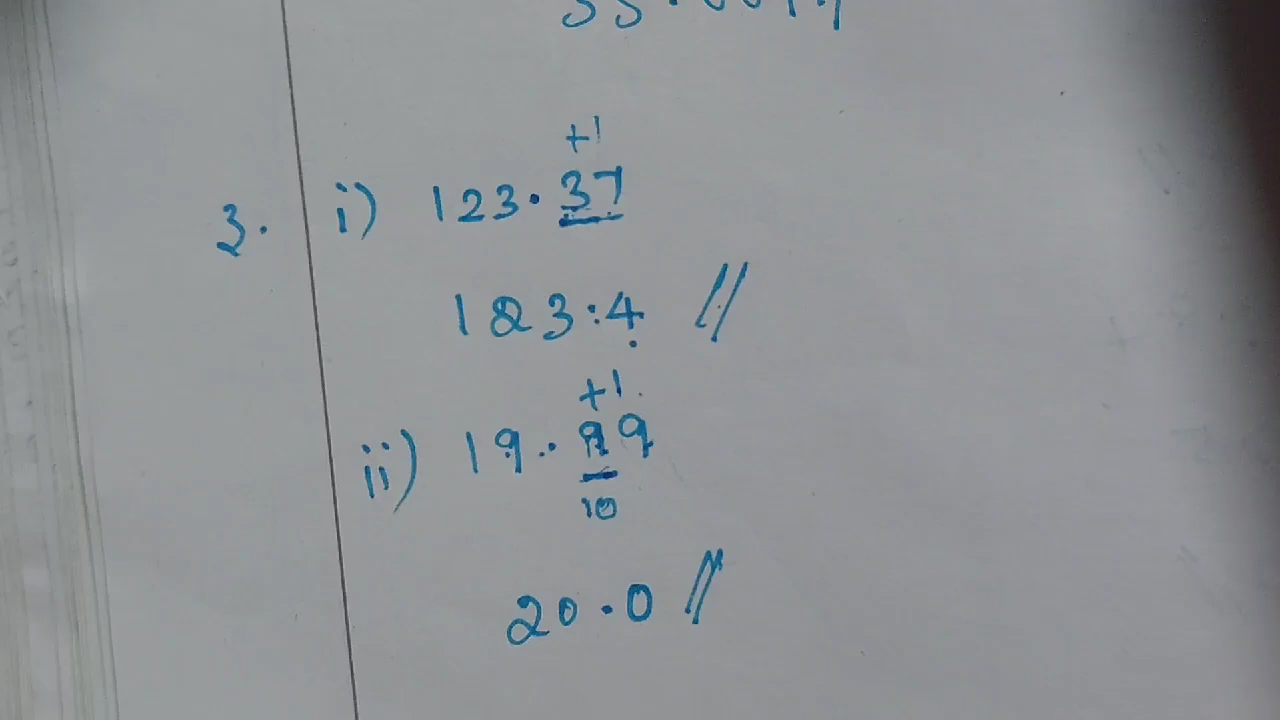 +1
3. i) 123.37
123.4 //
+1
ii) 19.99
10
20.0 //